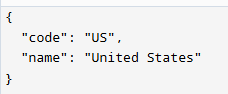 {
  "code": "US",
  "name": "United States"
}